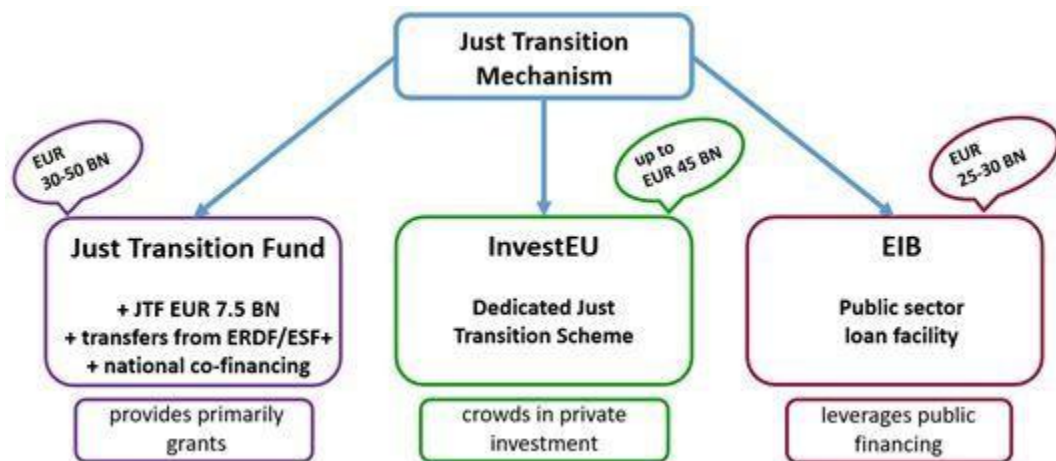 Just Transition
Mechanism
EUR
30-50 BN
up to
EUR 45 BN
EUR
25-30 BN
Just Transition Fund
+ JTF EUR 7.5 BN
+ transfers from ERDF/ESF+
+ national co-financing
InvestEU
Dedicated Just
Transition Scheme
EIB
Public sector
loan facility
provides primarily
grants
crowds in private
investment
leverages public
financing